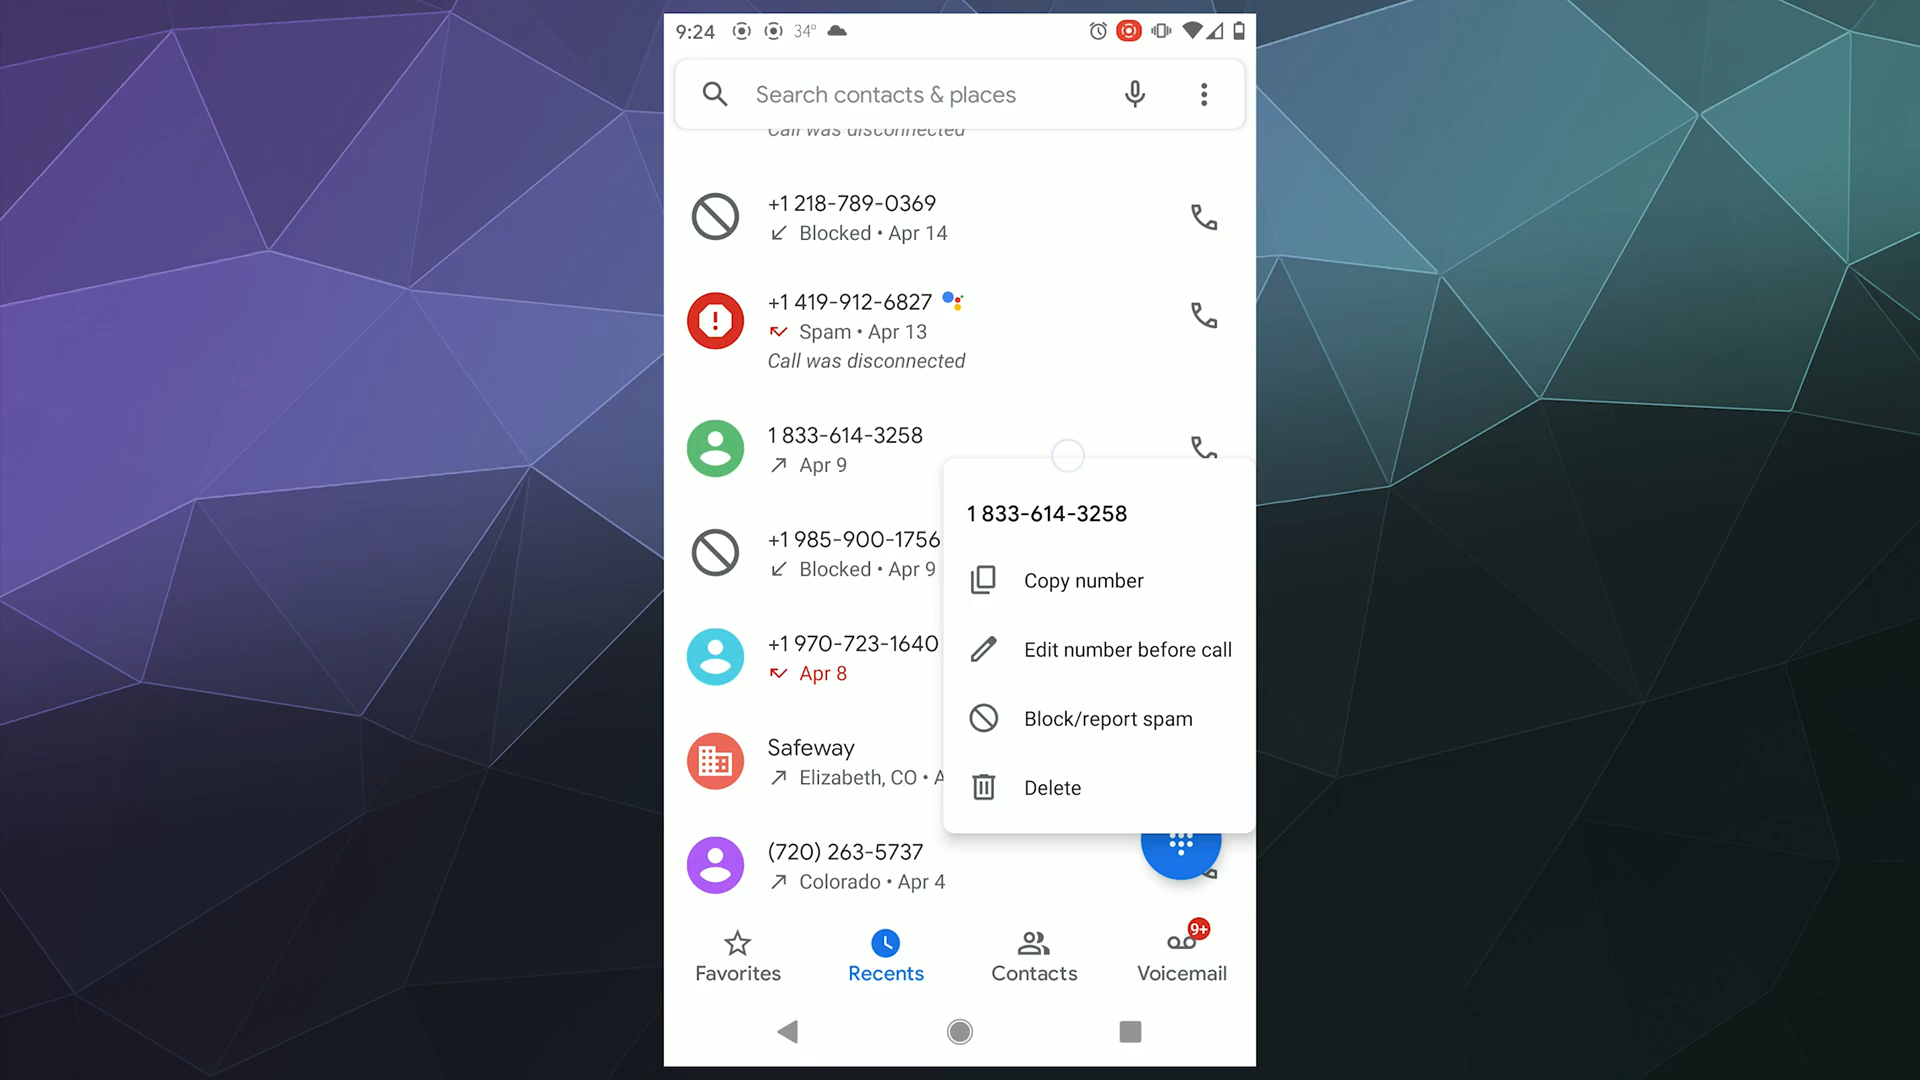 9:24 34°
Search contacts & places
Call was disconnected
+1 218-789-0369
Blocked • Apr 14
+1 419-912-6827
Spam • Apr 13
Call was disconnected
1 833-614-3258
Apr 9
+1 985-900-1756
Blocked • Apr 9
+1 970-723-1640
Apr 8
Safeway
Elizabeth, CO • A
(720) 263-5737
Colorado • Apr 4
1 833-614-3258
Copy number
Edit number before call
Block/report spam
Delete
Favorites
Recents
Contacts
9+
Voicemail